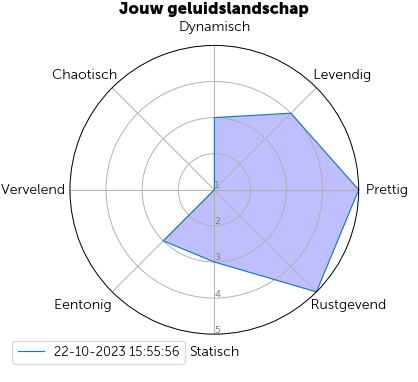 Jouw geluidslandschap
Dynamisch
Chaotisch
Levendig
Vervelend
1
Prettig
2
3
4
Eentonig
Rustgevend
5
22-10-2023 15:55:56
Statisch